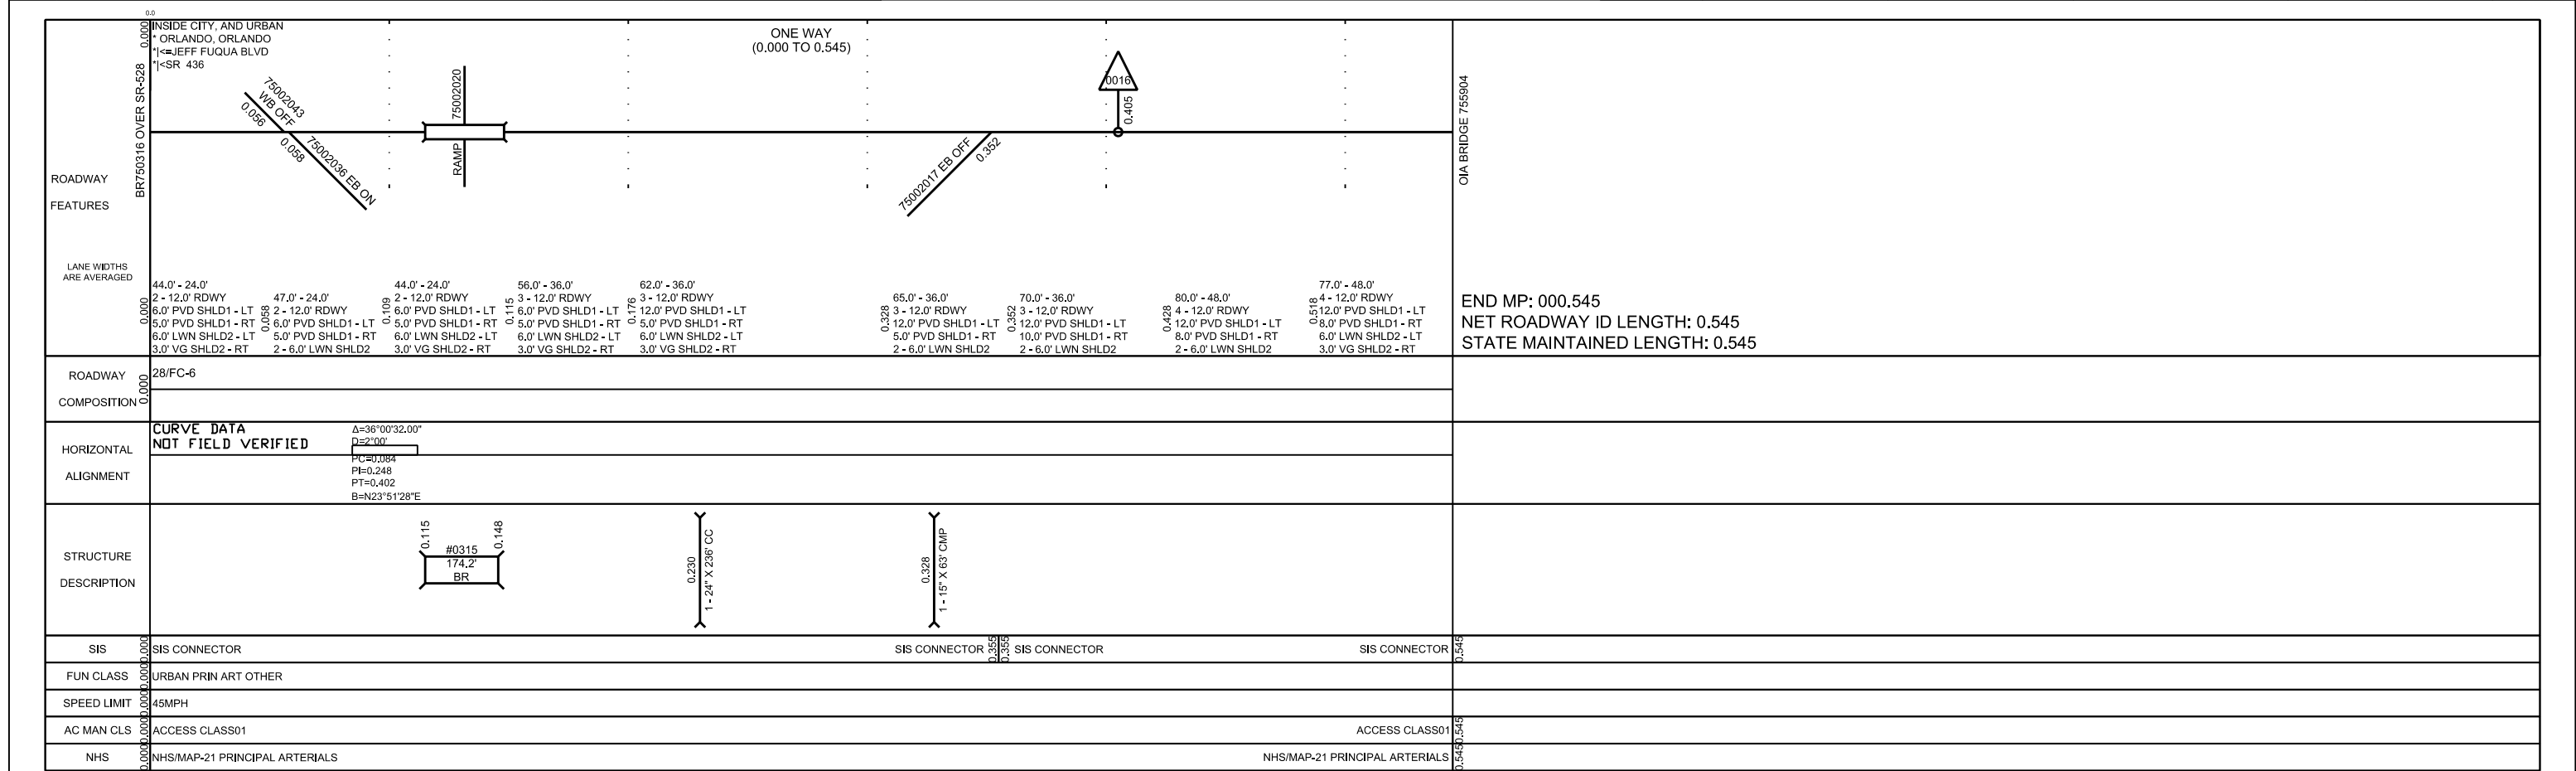 0.0
0.000
INSIDE CITY, AND URBAN
* ORLANDO, ORLANDO
*|<=JEFF FUQUA BLVD
*|<SR 436
ONE WAY
(0.000 TO 0.545)
BR750316 OVER SR-528
75002043
WB OFF
0.056
0.058
75002036 EB ON
75002020
RAMP
75002017 EB OFF
0.352
0016
0.405
OIA BRIDGE 755904
ROADWAY
FEATURES
LANE WIDTHS
ARE AVERAGED
0.000
44.0' - 24.0'
2 - 12.0' RDWY
6.0' PVD SHLD1 - LT
5.0' PVD SHLD1 - RT
6.0' LWN SHLD2 - LT
3.0' VG SHLD2 - RT
0.058
47.0' - 24.0'
2 - 12.0' RDWY
6.0' PVD SHLD1 - LT
5.0' PVD SHLD1 - RT
2 - 6.0' LWN SHLD2
0.109
44.0' - 24.0'
2 - 12.0' RDWY
6.0' PVD SHLD1 - LT
5.0' PVD SHLD1 - RT
6.0' LWN SHLD2 - LT
3.0' VG SHLD2 - RT
0.115
56.0' - 36.0'
3 - 12.0' RDWY
6.0' PVD SHLD1 - LT
5.0' PVD SHLD1 - RT
6.0' LWN SHLD2 - LT
3.0' VG SHLD2 - RT
0.176
62.0' - 36.0'
3 - 12.0' RDWY
12.0' PVD SHLD1 - LT
5.0' PVD SHLD1 - RT
6.0' LWN SHLD2 - LT
3.0' VG SHLD2 - RT
0.328
65.0' - 36.0'
3 - 12.0' RDWY
12.0' PVD SHLD1 - LT
5.0' PVD SHLD1 - RT
2 - 6.0' LWN SHLD2
0.352
70.0' - 36.0'
3 - 12.0' RDWY
12.0' PVD SHLD1 - LT
10.0' PVD SHLD1 - RT
2 - 6.0' LWN SHLD2
0.428
80.0' - 48.0'
4 - 12.0' RDWY
12.0' PVD SHLD1 - LT
8.0' PVD SHLD1 - RT
2 - 6.0' LWN SHLD2
0.518
77.0' - 48.0'
4 - 12.0' RDWY
12.0' PVD SHLD1 - LT
8.0' PVD SHLD1 - RT
6.0' LWN SHLD2 - LT
3.0' VG SHLD2 - RT
END MP: 000.545
NET ROADWAY ID LENGTH: 0.545
STATE MAINTAINED LENGTH: 0.545
ROADWAY
COMPOSITION
0.000
28/FC-6
HORIZONTAL
ALIGNMENT
CURVE DATA
NOT FIELD VERIFIED
Δ=36°00'32.00"
D=2°00'
PC=0.084
PI=0.248
PT=0.402
B=N23°51'28"E
STRUCTURE
DESCRIPTION
0.115
0.148
#0315
174.2'
BR
0.230
1 - 24" X 236' CC
0.328
1 - 15" X 63' CMP
SIS
0.000
SIS CONNECTOR
SIS CONNECTOR
0.355
0.355
SIS CONNECTOR
SIS CONNECTOR
0.545
FUN CLASS
0.000
URBAN PRIN ART OTHER
SPEED LIMIT
0.000
45MPH
AC MAN CLS
0.000
ACCESS CLASS01
ACCESS CLASS01
0.545
NHS
0.000
NHS/MAP-21 PRINCIPAL ARTERIALS
NHS/MAP-21 PRINCIPAL ARTERIALS
0.545